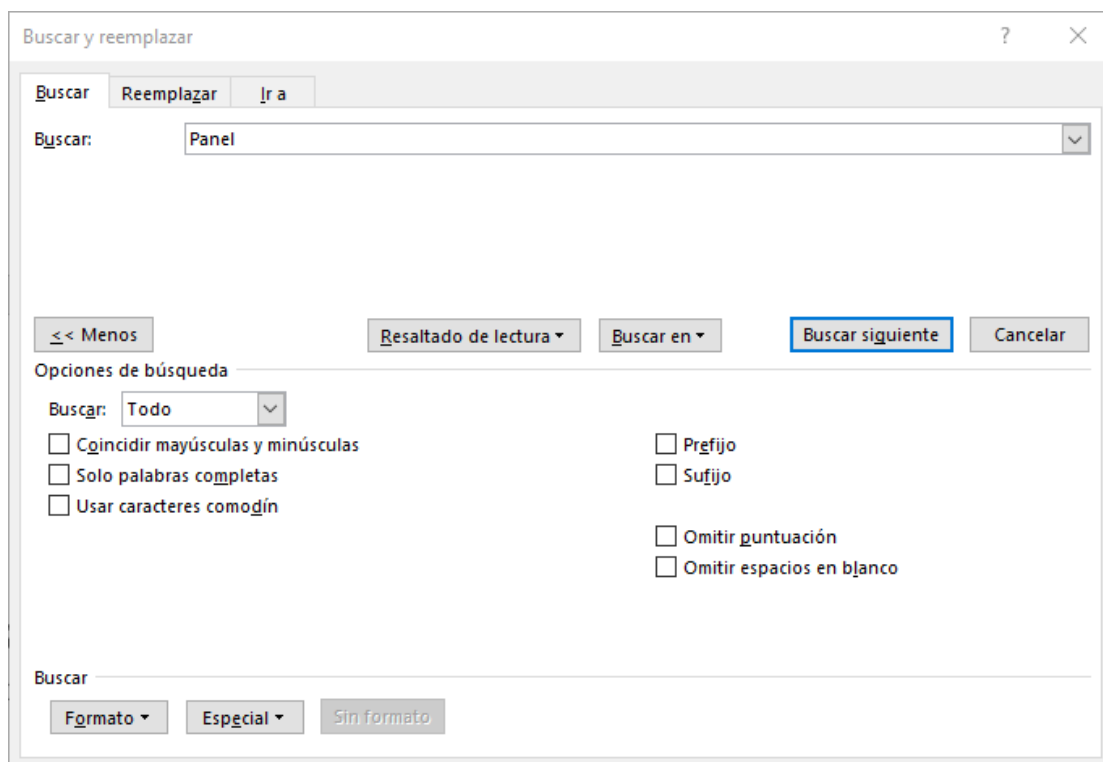 Buscar y reemplazar ?
Buscar Reemplazar Ir a
Buscar: Panel
<< Menos Resaltado de lectura Buscar en Buscar siguiente Cancelar
Opciones de búsqueda
Buscar: Todo
Coincidir mayúsculas y minúsculas Prefijo
Solo palabras completas Sufijo
Usar caracteres comodín
Omitir puntuación
Omitir espacios en blanco
Buscar
Formato Especial Sin formato